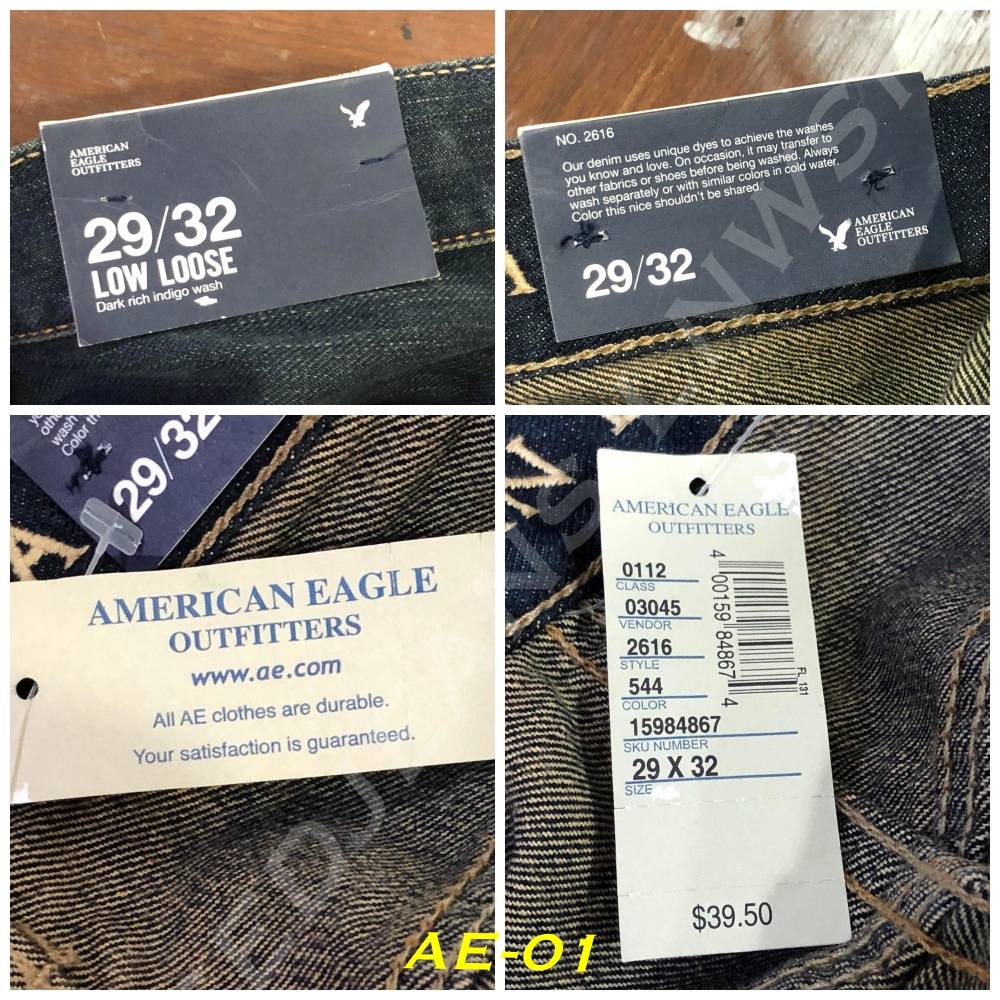 AMERICAN
EAGLE
OUTFITTERS
29/32
LOW LOOSE
Dark rich indigo wash
NO. 2616
Our denim uses unique dyes to achieve the washes
you know and love. On occasion, it may transfer to
other fabrics or shoes before being washed. Always
wash separately or with similar colors in cold water.
Color this nice shouldn't be shared.
29/32
AMERICAN
EAGLE
OUTFITTERS
wash
Color th
29/32
AMERICAN EAGLE
OUTFITTERS
www.ae.com
All AE clothes are durable.
Your satisfaction is guaranteed.
AMERICAN EAGLE
OUTFITTERS
0112
CLASS
03045
VENDOR
2616
STYLE
544
COLOR
15984867
SKU NUMBER
29 X 32
SIZE
4 00159 84867 4
FL 131
$39.50
AE-01